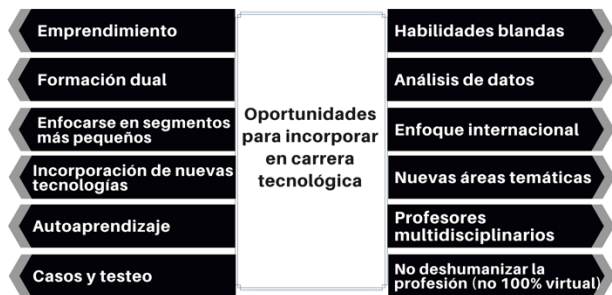 Emprendimiento
Formación dual
Enfocarse en segmentos
más pequeños
Incorporación de nuevas
tecnologías
Autoaprendizaje
Casos y testeo
Oportunidades
para incorporar
en carrera
tecnológica
Habilidades blandas
Análisis de datos
Enfoque internacional
Nuevas áreas temáticas
Profesores
multidisciplinarios
No deshumanizar la
profesión (no 100% virtual)